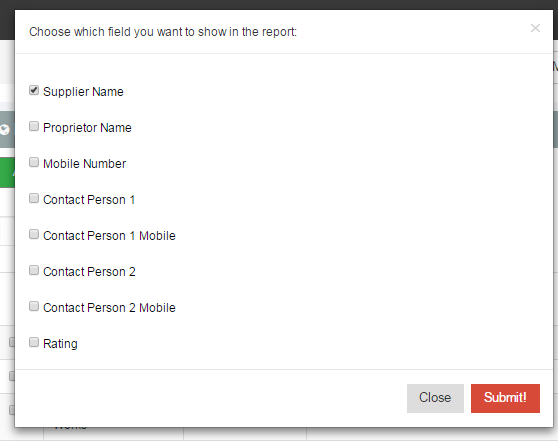 Choose which field you want to show in the report:
×
Supplier Name
Proprietor Name
Mobile Number
Contact Person 1
Contact Person 1 Mobile
Contact Person 2
Contact Person 2 Mobile
Rating
Close
Submit!